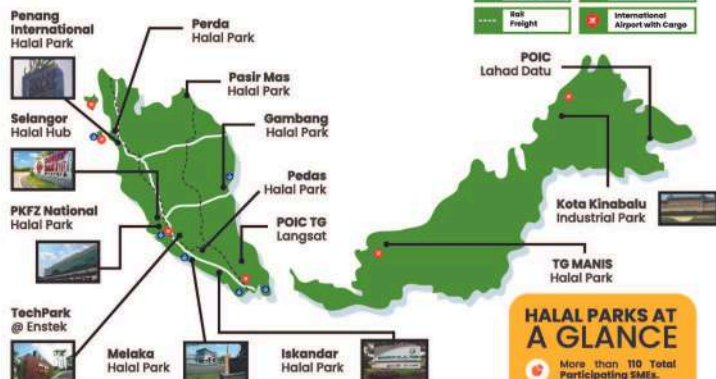 Penang
International
Halal Park
Perda
Halal Park
Pasir Mas
Halal Park
Selangor
Halal Hub
Gambang
Halal Park
Pedas
Halal Park
PKFZ National
Halal Park
POIC TG
Langsat
TechPark
@ Enstek
Melaka
Halal Park
Iskandar
Halal Park
Rail
Freight
International
Airport with Cargo
POIC
Lahad Datu
Kota Kinabalu
Industrial Park
TG MANIS
Halal Park
HALAL PARKS AT
A GLANCE
More than 110 Total
Participating SMEs.